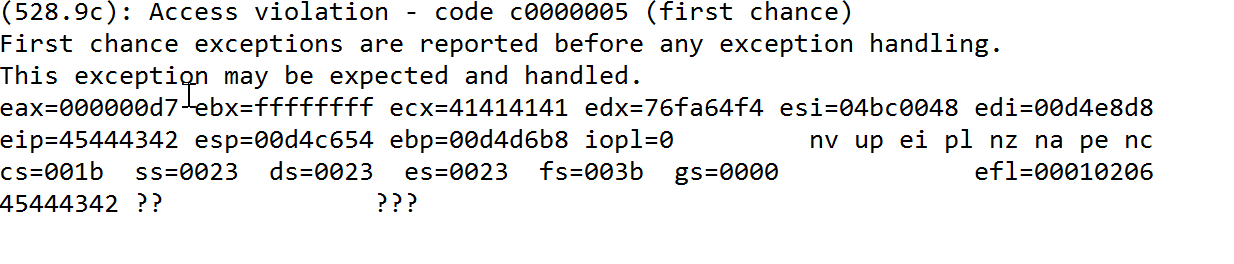 (528.9c): Access violation - code c0000005 (first chance)
First chance exceptions are reported before any exception handling.
This exception may be expected and handled.
eax=000000d7 ebx=ffffffff ecx=41414141 edx=76fa64f4 esi=04bc0048 edi=00d4e8d8
eip=45444342 esp=00d4c654 ebp=00d4d6b8 iopl=0         nv up ei pl nz na pe nc
cs=001b  ss=0023  ds=0023  es=0023  fs=003b  gs=0000             efl=00010206
45444342 ??              ???